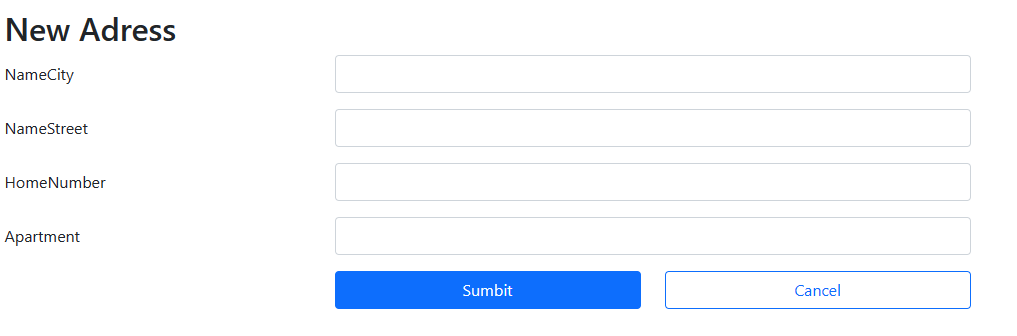 New Adress
NameCity
NameStreet
HomeNumber
Apartment
Sumbit Cancel